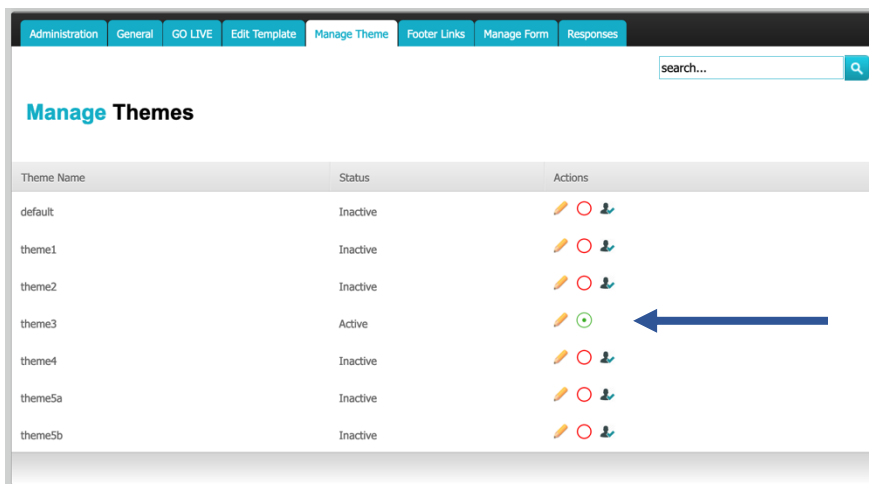 Administration General GO LIVE Edit Template Manage Theme Footer Links Manage Form Responses
search...
Manage Themes
Theme Name Status Actions
default Inactive
theme1 Inactive
theme2 Inactive
theme3 Active
theme4 Inactive
theme5a Inactive
theme5b Inactive